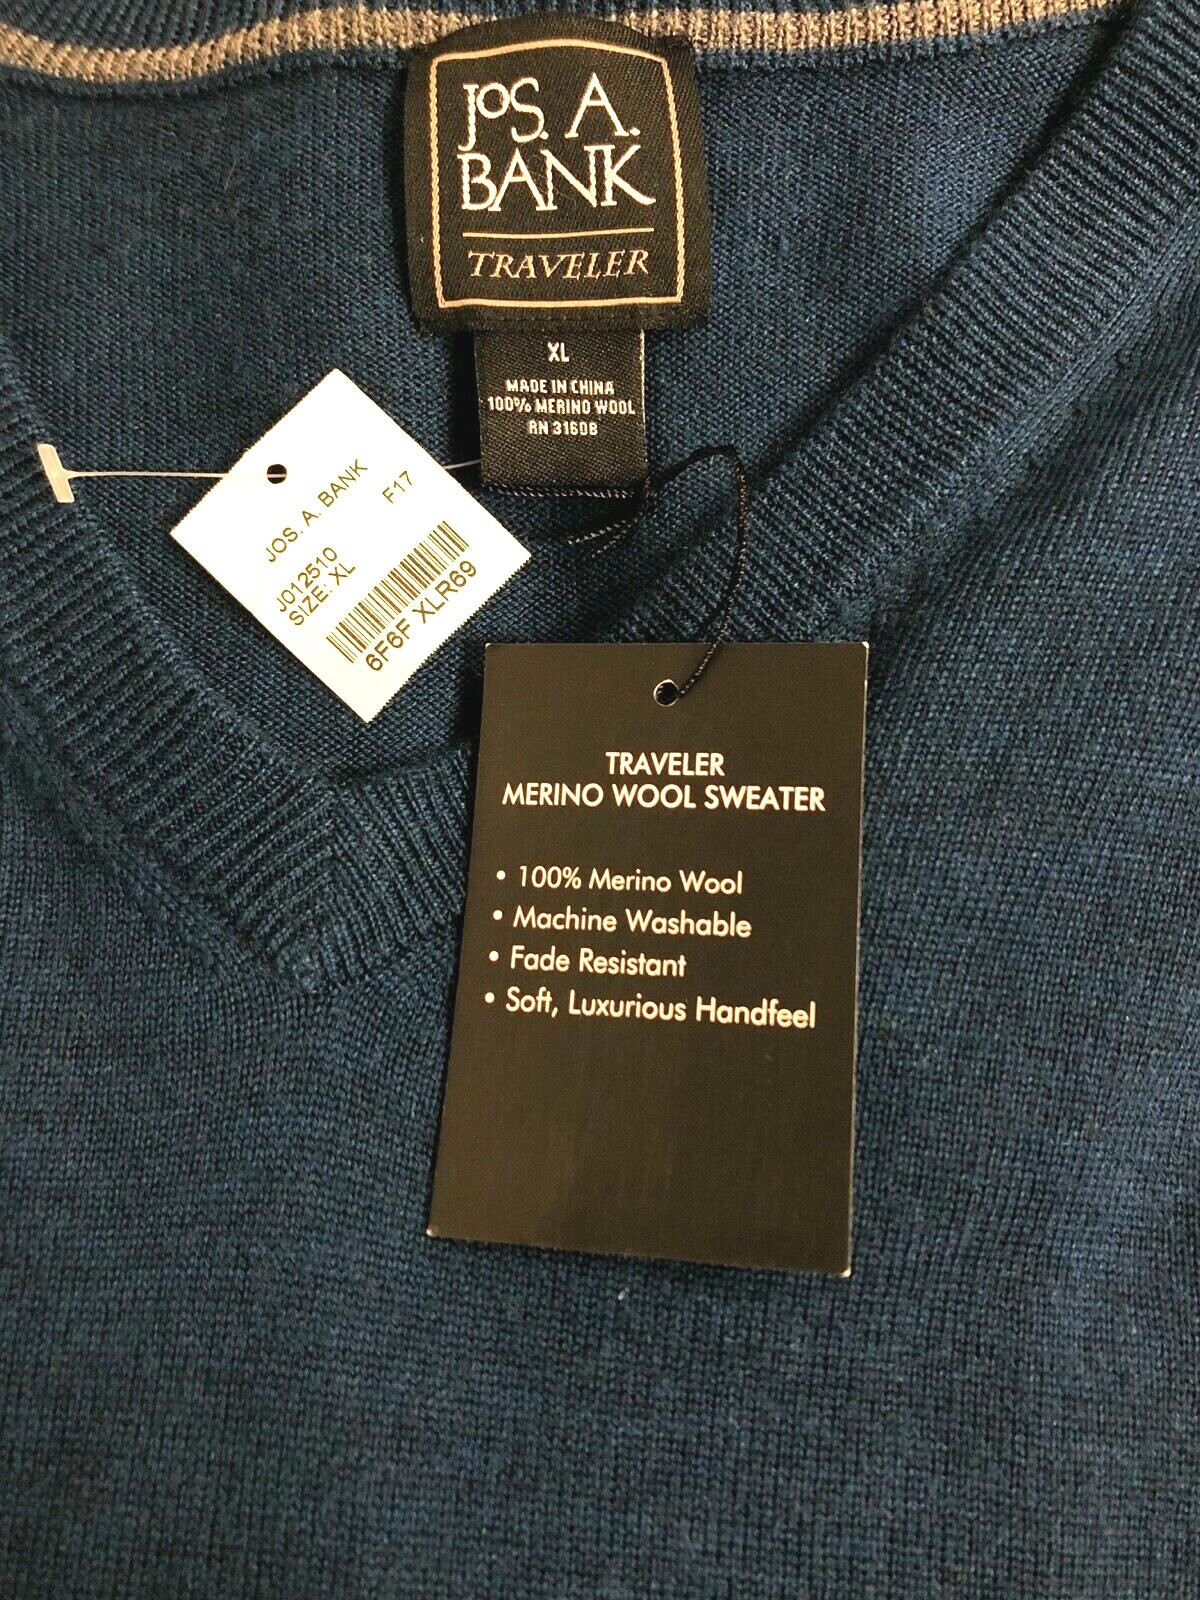 JOS. A.
BANK
TRAVELER
XL
MADE IN CHINA
100% MERINO WOOL
RN 31608
JOS. A. BANK
F17
J012510
SIZE: XL
6F6F XLR69
TRAVELER
MERINO WOOL SWEATER
• 100% Merino Wool
• Machine Washable
• Fade Resistant
• Soft, Luxurious Handfeel